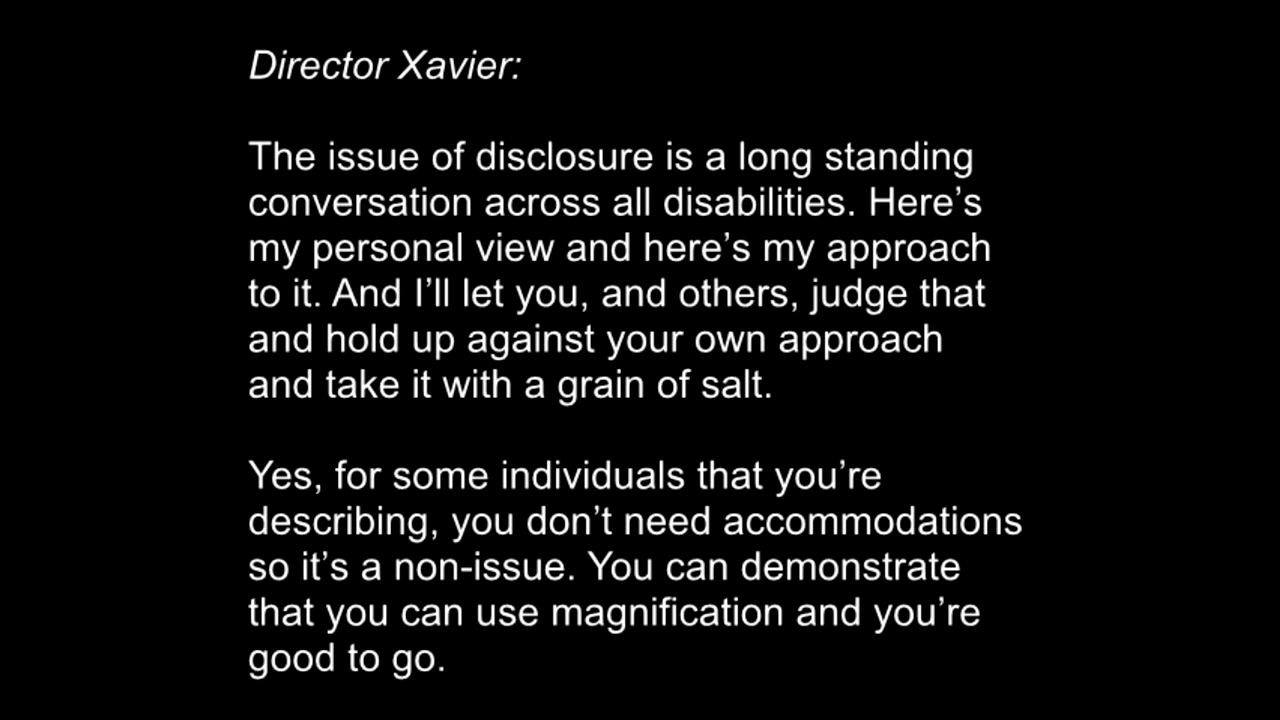 Director Xavier:
The issue of disclosure is a long standing
conversation across all disabilities. Here’s
my personal view and here’s my approach
to it. And I’ll let you, and others, judge that
and hold up against your own approach
and take it with a grain of salt.
Yes, for some individuals that you’re
describing, you don’t need accommodations
so it’s a non-issue. You can demonstrate
that you can use magnification and you’re
good to go.